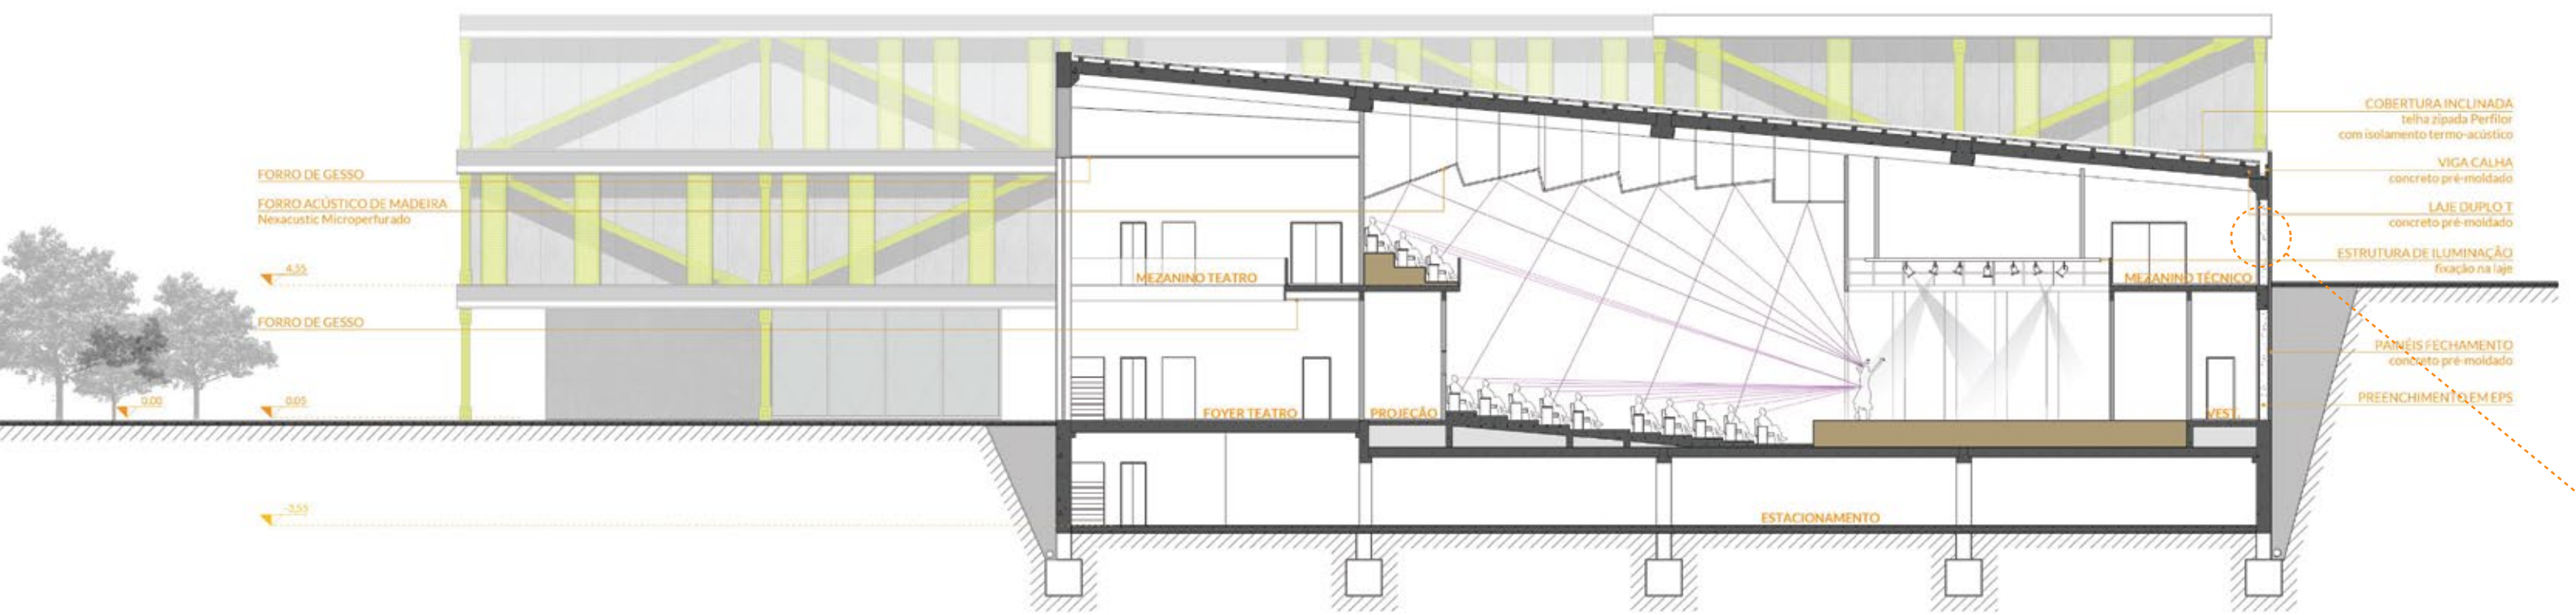 COBERTURA INCLINADA
telha zipada Perfilor
com isolamento termo-acústico
VIGA CALHA
concreto pré-moldado
FORRO DE GESSO
FORRO ACÚSTICO DE MADEIRA
Nexacustic Microperfurado
LAJE DUPLO T
concreto pré-moldado
ESTRUTURA DE ILUMINAÇÃO
fixação na laje
4,55
MEZANINO TEATRO
MEZANINO TÉCNICO
FORRO DE GESSO
PAINÉIS FECHAMENTO
concreto pré-moldado
PREENCHIMENTO EM EPS
0,00
0,05
FOYER TEATRO
PROJEÇÃO
VEST.
-3,55
ESTACIONAMENTO